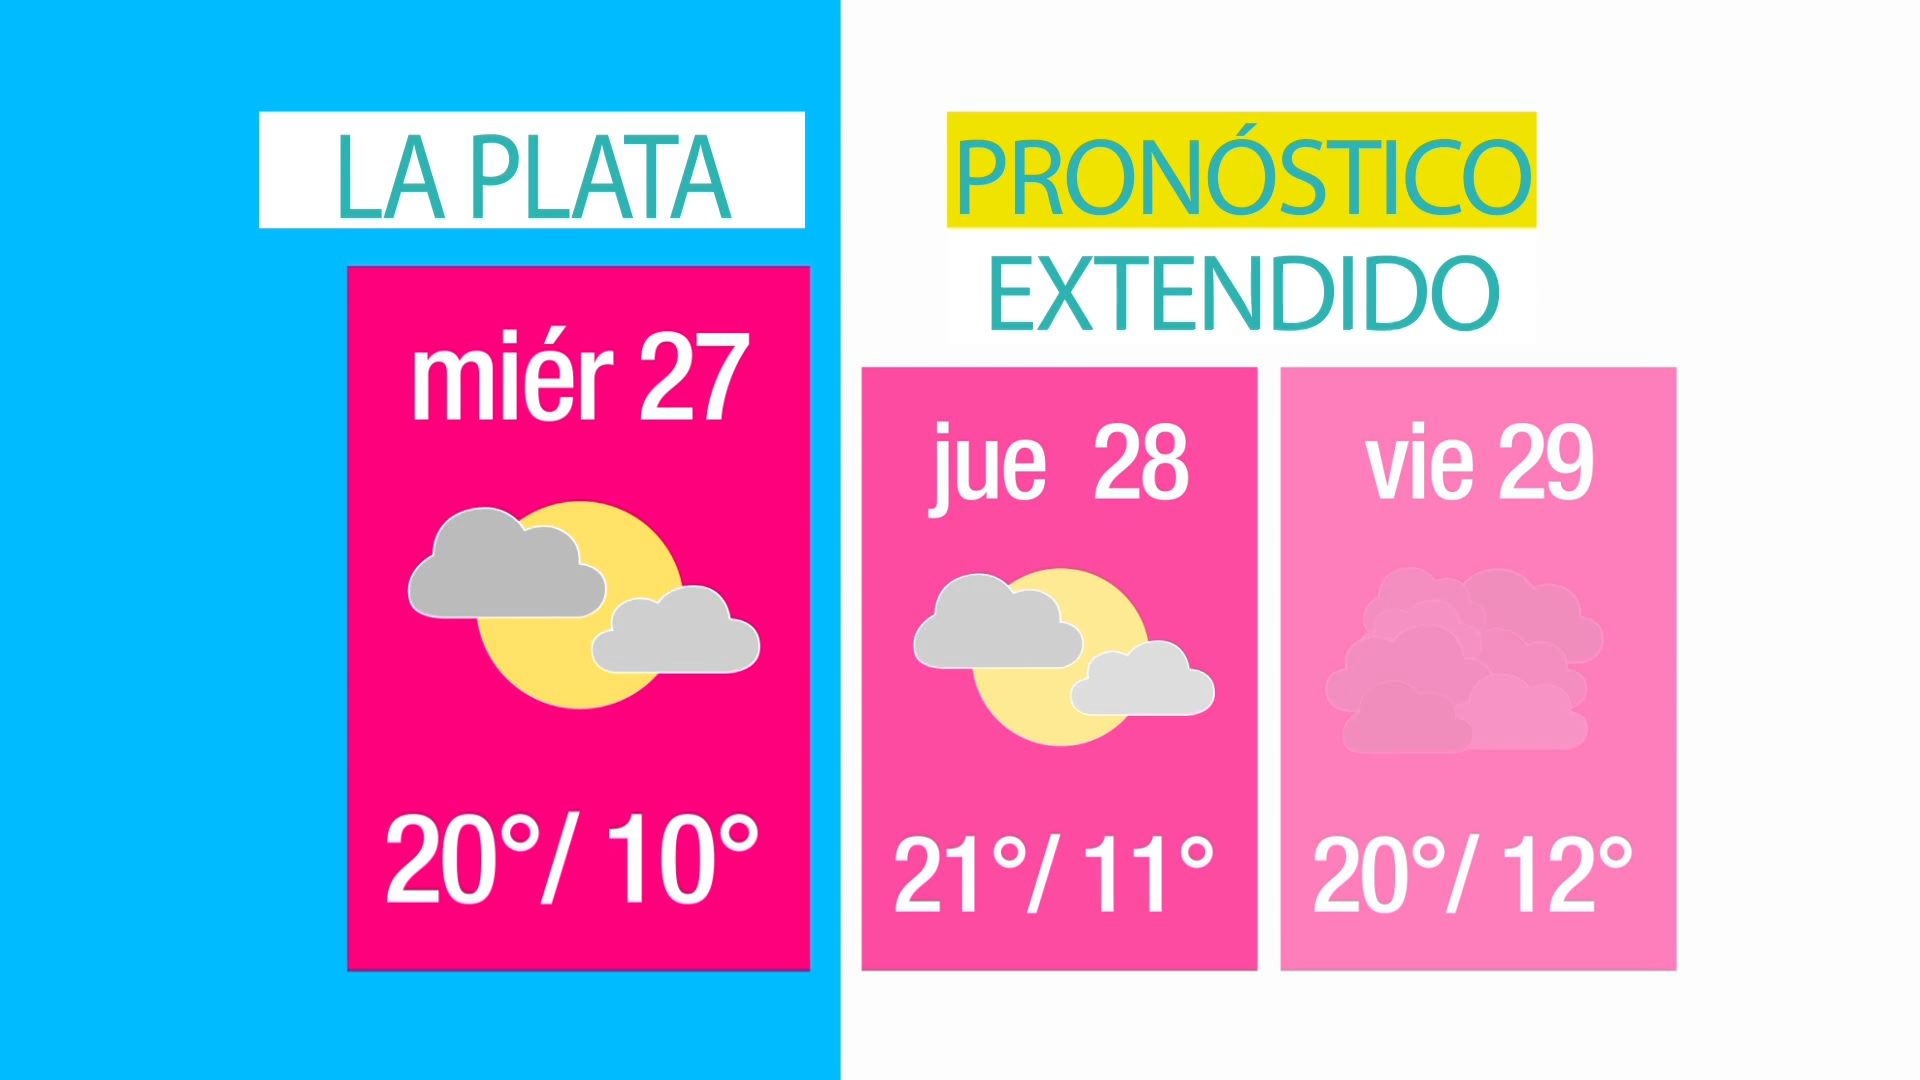 LA PLATA
miér 27
20°/ 10°
PRONÓSTICO
EXTENDIDO
jue 28
21°/ 11°
vie 29
20°/ 12°